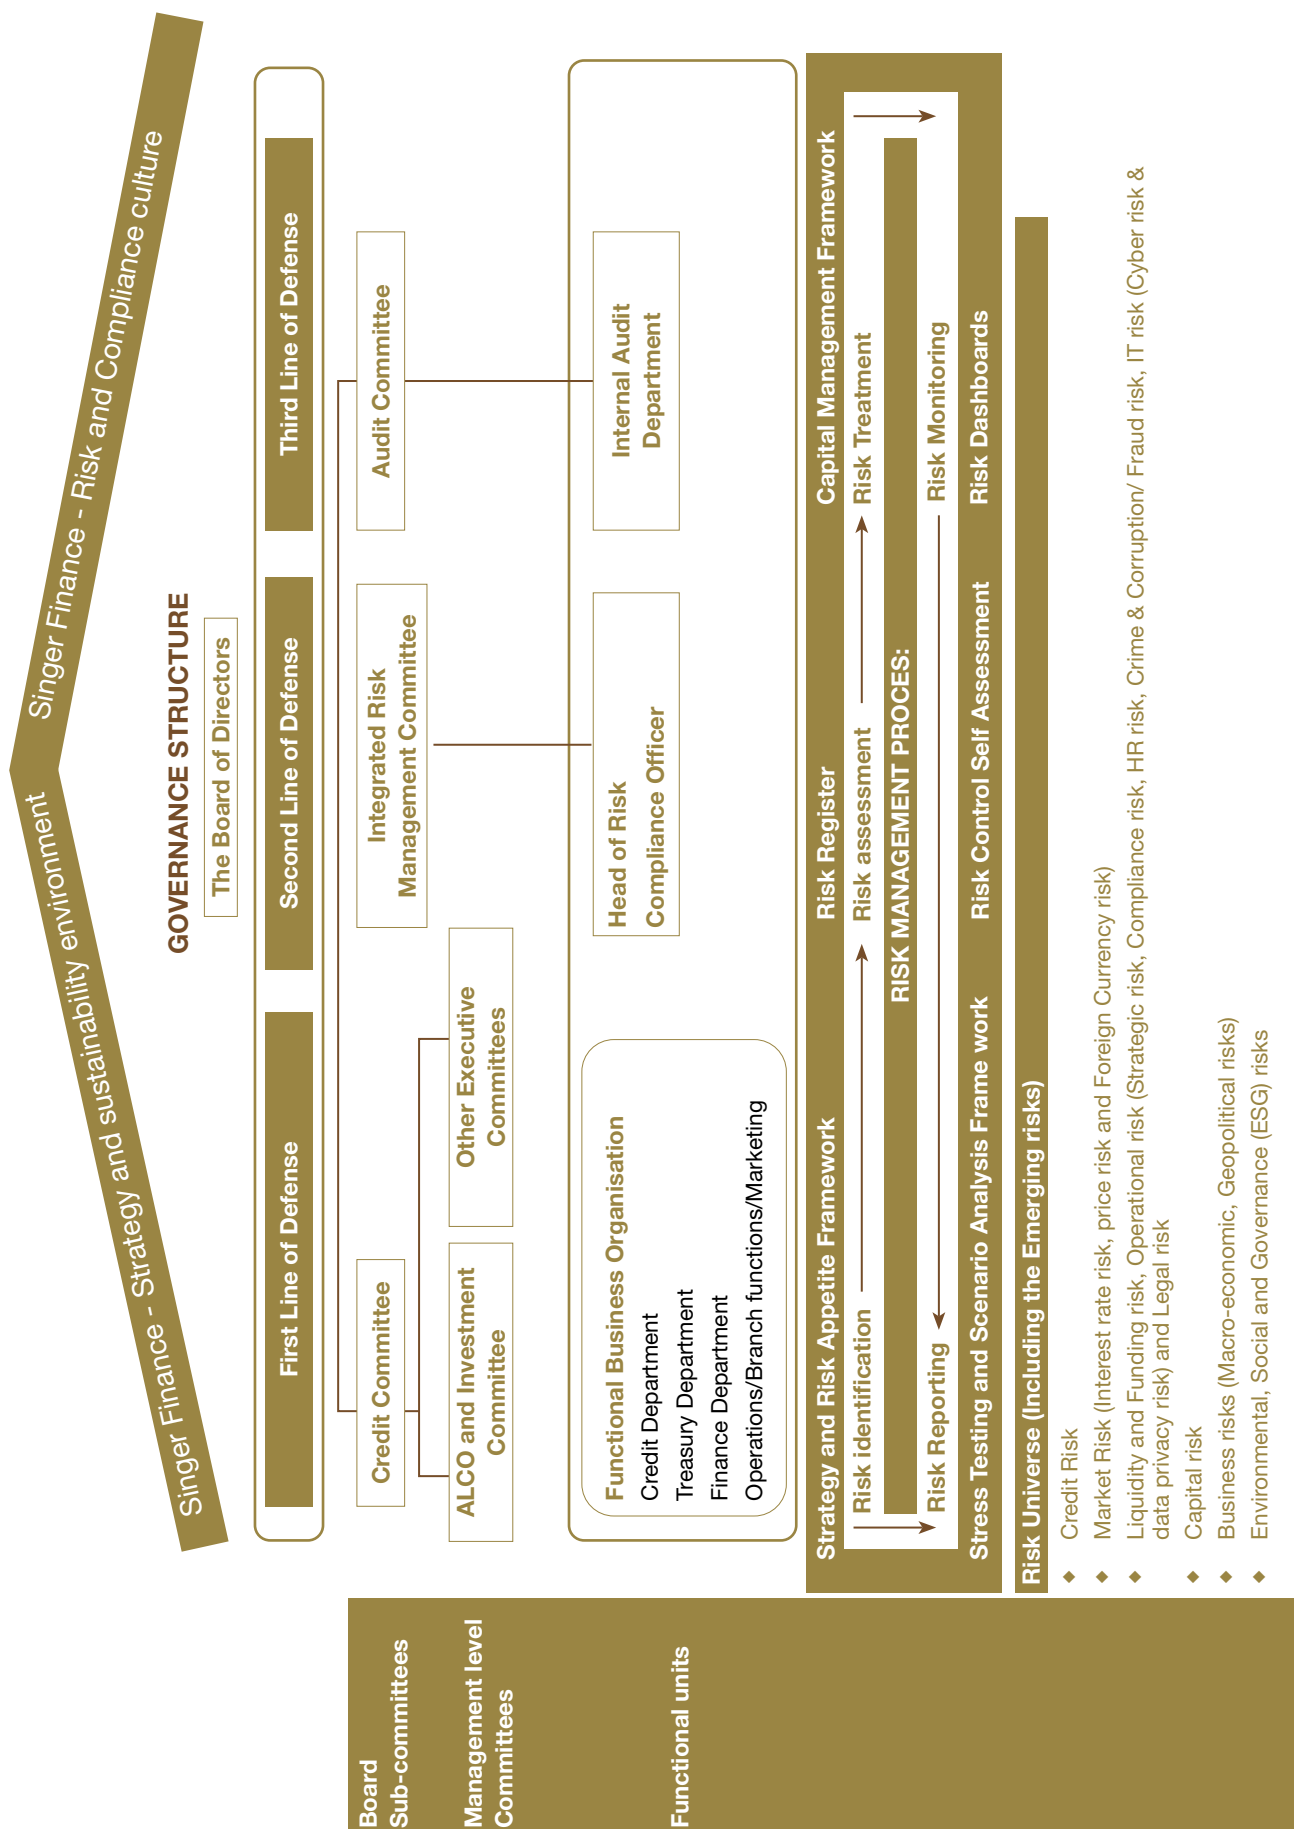 Singer Finance - Strategy and sustainability environment
Singer Finance - Risk and Compliance culture
GOVERNANCE STRUCTURE
The Board of Directors
First Line of Defense
Second Line of Defense
Third Line of Defense
Board
Sub-committees
Credit Committee
Integrated Risk
Management Committee
Audit Committee
Management level
Committees
ALCO and Investment
Committee
Other Executive
Committees
Functional units
Functional Business Organisation
Credit Department
Treasury Department
Finance Department
Operations/Branch functions/Marketing
Head of Risk
Compliance Officer
Internal Audit
Department
Strategy and Risk Appetite Framework
Risk Register
Capital Management Framework
Risk identification
Risk assessment
Risk Treatment
RISK MANAGEMENT PROCES:
Risk Reporting
Risk Monitoring
Stress Testing and Scenario Analysis Frame work
Risk Control Self Assessment
Risk Dashboards
Risk Universe (Including the Emerging risks)
◆ Credit Risk
◆ Market Risk (Interest rate risk, price risk and Foreign Currency risk)
◆ Liquidity and Funding risk, Operational risk (Strategic risk, Compliance risk, HR risk, Crime & Corruption/ Fraud risk, IT risk (Cyber risk &
data privacy risk) and Legal risk
◆ Capital risk
◆ Business risks (Macro-economic, Geopolitical risks)
◆ Environmental, Social and Governance (ESG) risks